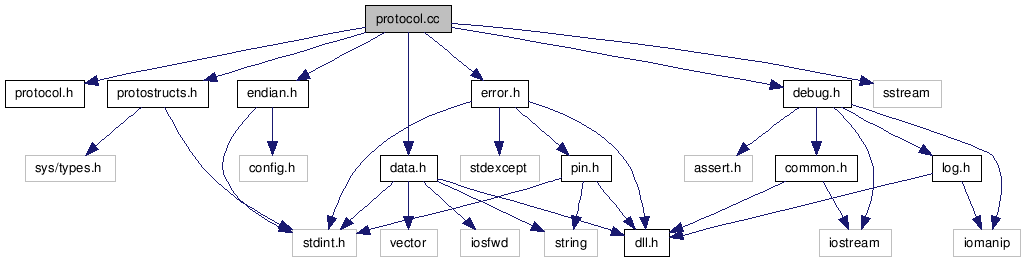 protocol.cc
protocol.h
protostructs.h
endian.h
error.h
debug.h
sstream
sys/types.h
config.h
data.h
stdexcept
pin.h
assert.h
common.h
log.h
stdint.h
vector
iosfwd
string
dll.h
iostream
iomanip